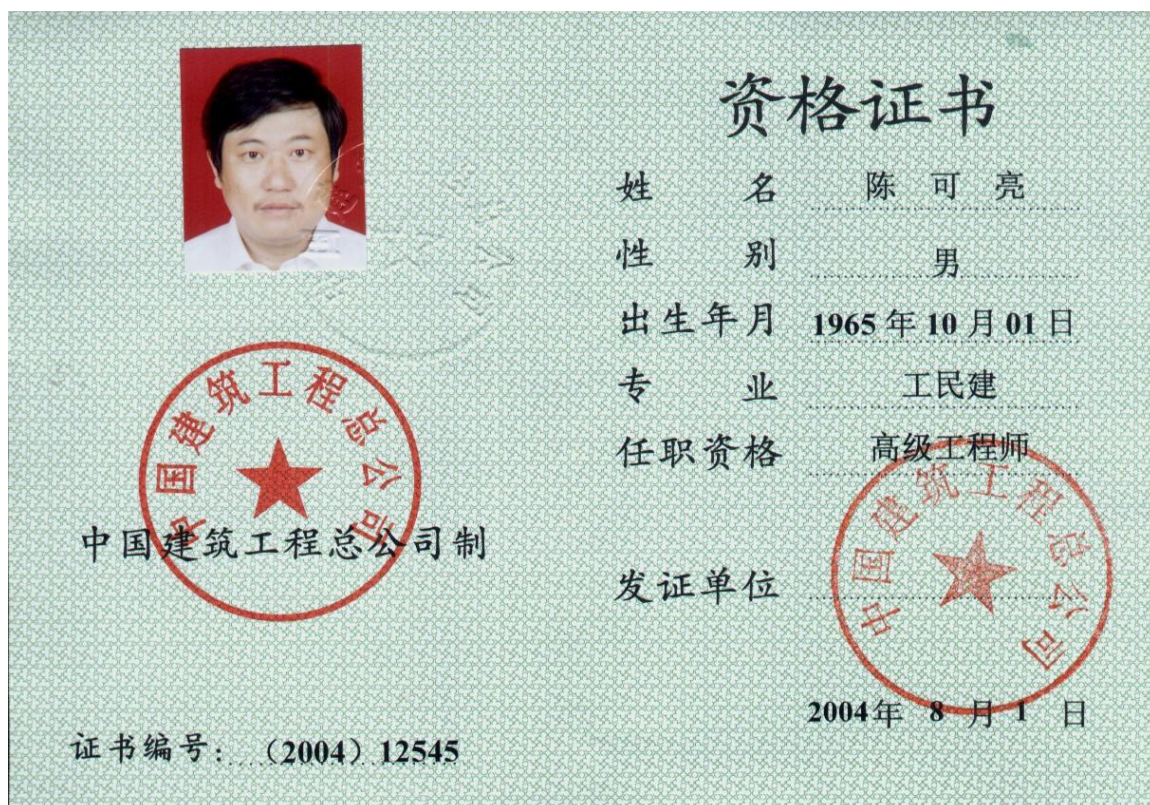 资格证书
姓名 陈可亮
性别 男
出生年月 1965年10月01日
专业 工民建
任职资格 高级工程师
发证单位
中国建筑工程总公司
2004年 8 月 1 日
中国建筑工程总公司
中国建筑工程总公司制
证书编号：（2004）12545